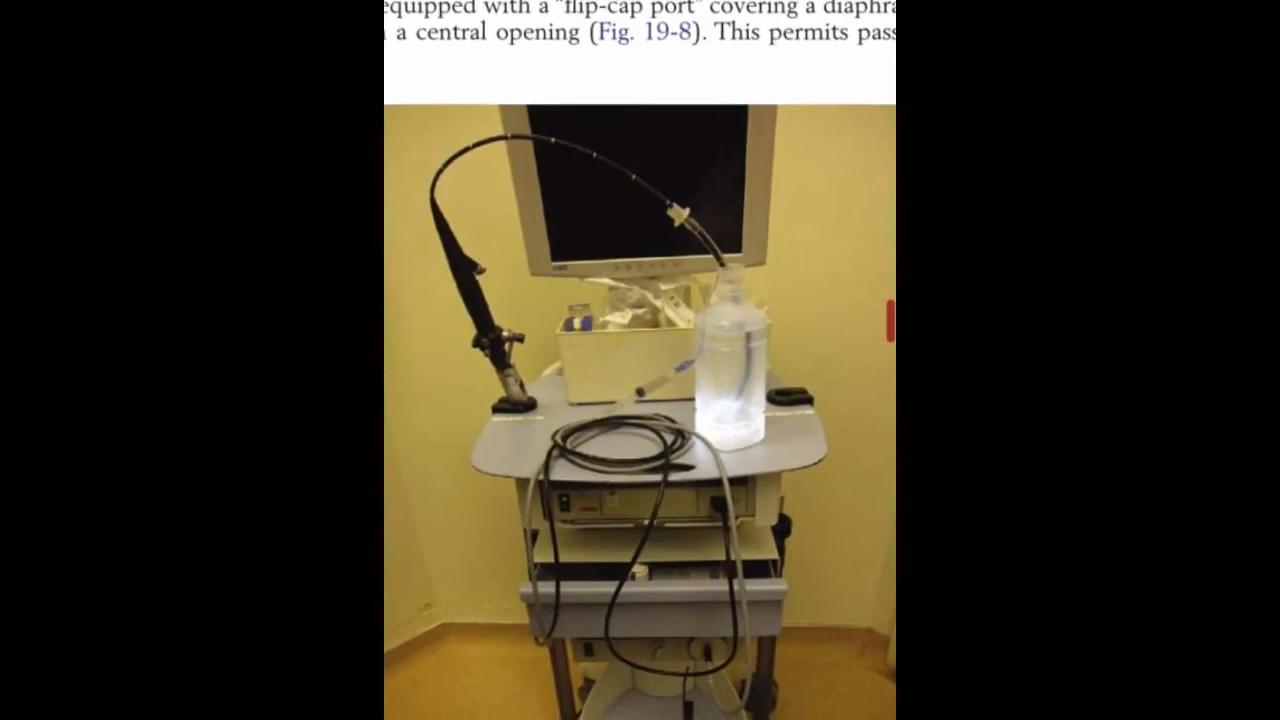 equipped with a "flip-cap port" covering a diaphra
a central opening (Fig. 19-8). This permits pass